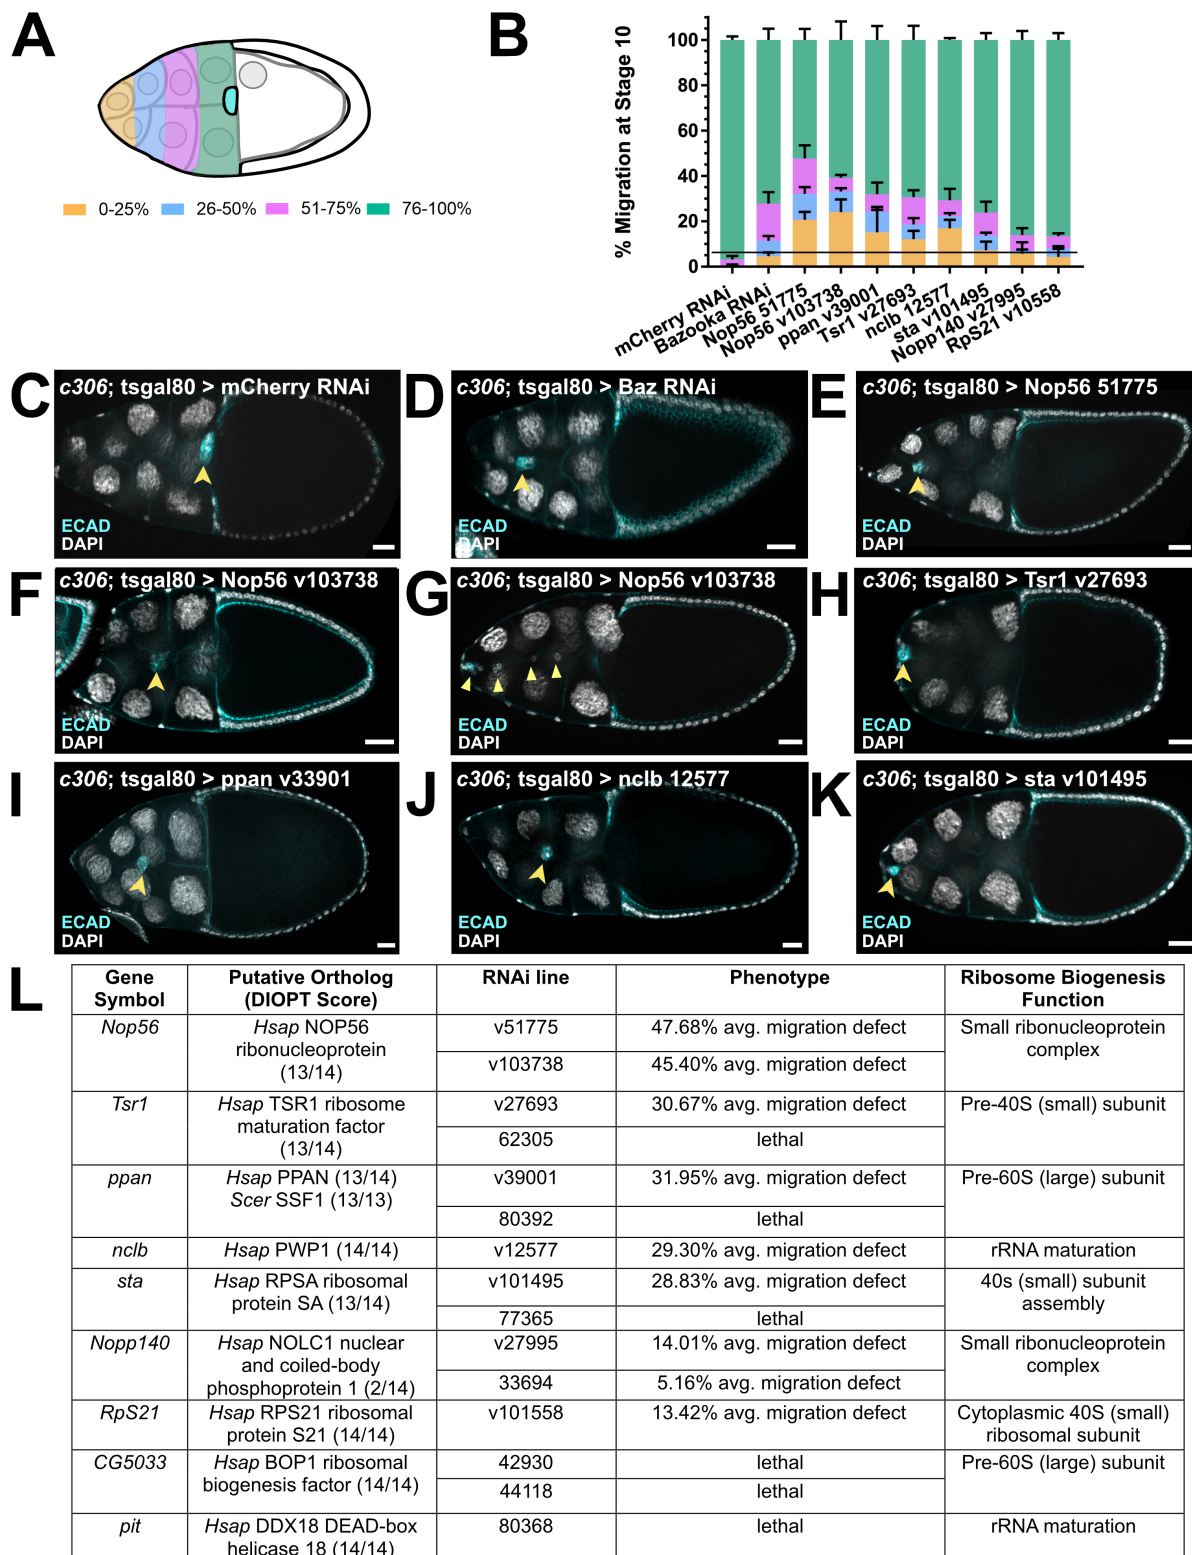 A
0-25%
26-50%
51-75%
76-100%
B
% Migration at Stage 10
100
80
60
40
20
0
mCherry RNAi
Bazooka RNAi
Nop56 51775
Nop56 v103738
ppan v39001
Tsr1 v27693
nclb 12577
sta v101495
Nopp140 v27995
RpS21 v10558
C
c306; tsgal80 > mCherry RNAi
ECAD
DAPI
D
c306; tsgal80 > Baz RNAi
ECAD
DAPI
E
c306; tsgal80 > Nop56 51775
ECAD
DAPI
F
c306; tsgal80 > Nop56 v103738
ECAD
DAPI
G
c306; tsgal80 > Nop56 v103738
ECAD
DAPI
H
c306; tsgal80 > Tsr1 v27693
ECAD
DAPI
I
c306; tsgal80 > ppan v33901
ECAD
DAPI
J
c306; tsgal80 > nclb 12577
ECAD
DAPI
K
c306; tsgal80 > sta v101495
ECAD
DAPI
L
Gene
Symbol
Putative Ortholog
(DIOPT Score)
RNAi line
Phenotype
Ribosome Biogenesis
Function
Nop56
Hsap NOP56
ribonucleoprotein
(13/14)
v51775
47.68% avg. migration defect
v103738
45.40% avg. migration defect
Small ribonucleoprotein
complex
Tsr1
Hsap TSR1 ribosome
maturation factor
(13/14)
v27693
30.67% avg. migration defect
62305
lethal
Pre-40S (small) subunit
ppan
Hsap PPAN (13/14)
Scer SSF1 (13/13)
v39001
31.95% avg. migration defect
80392
lethal
Pre-60S (large) subunit
nclb
Hsap PWP1 (14/14)
v12577
29.30% avg. migration defect
rRNA maturation
sta
Hsap RPSA ribosomal
protein SA (13/14)
v101495
28.83% avg. migration defect
77365
lethal
40s (small) subunit
assembly
Nopp140
Hsap NOLC1 nuclear
and coiled-body
phosphoprotein 1 (2/14)
v27995
14.01% avg. migration defect
33694
5.16% avg. migration defect
Small ribonucleoprotein
complex
RpS21
Hsap RPS21 ribosomal
protein S21 (14/14)
v101558
13.42% avg. migration defect
Cytoplasmic 40S (small)
ribosomal subunit
CG5033
Hsap BOP1 ribosomal
biogenesis factor (14/14)
42930
lethal
44118
lethal
Pre-60S (large) subunit
pit
Hsap DDX18 DEAD-box
helicase 18 (14/14)
80368
lethal
rRNA maturation